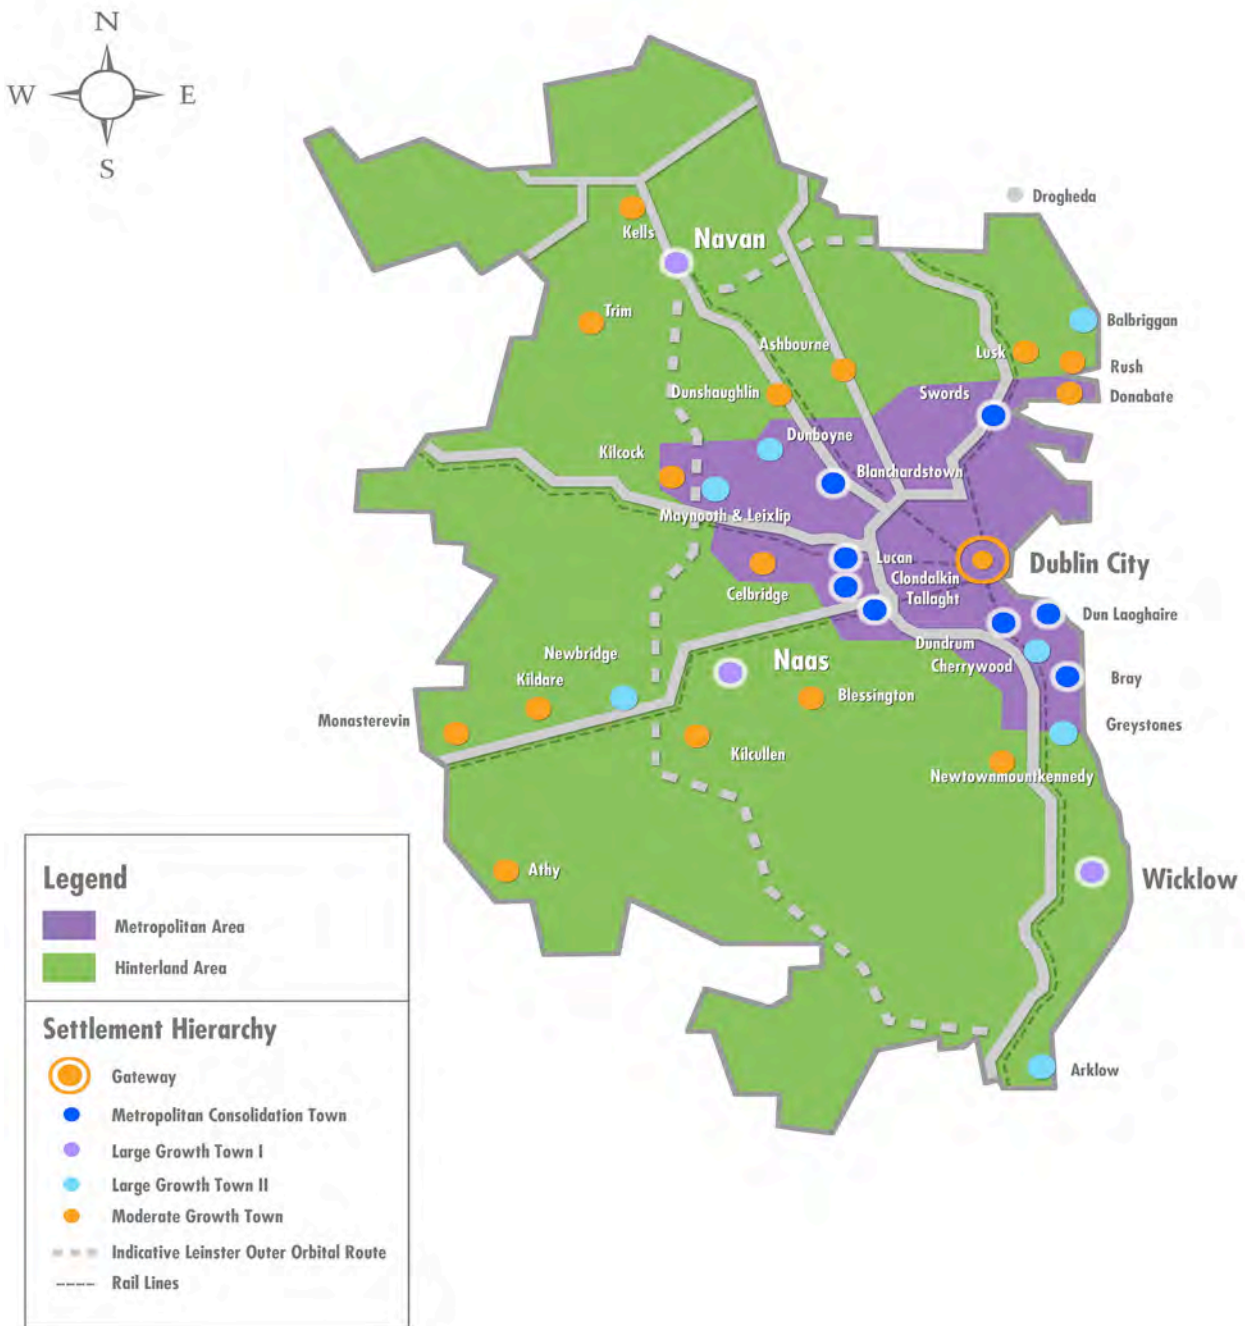 N
W
E
S
Drogheda
Kells
Navan
Trim
Balbriggan
Ashbourne
Lusk
Rush
Dunshaughlin
Swords
Donabate
Dunboyne
Kilcock
Blanchardstown
Maynooth & Leixlip
Lucan
Dublin City
Clondalkin
Celbridge
Tallaght
Dun Laoghaire
Dundrum
Newbridge
Naas
Cherrywood
Kildare
Bray
Blessington
Monasterevin
Greystones
Kilcullen
Newtownmountkennedy
Athy
Wicklow
Arklow
Legend
Metropolitan Area
Hinterland Area
Settlement Hierarchy
Gateway
Metropolitan Consolidation Town
Large Growth Town I
Large Growth Town II
Moderate Growth Town
Indicative Leinster Outer Orbital Route
Rail Lines